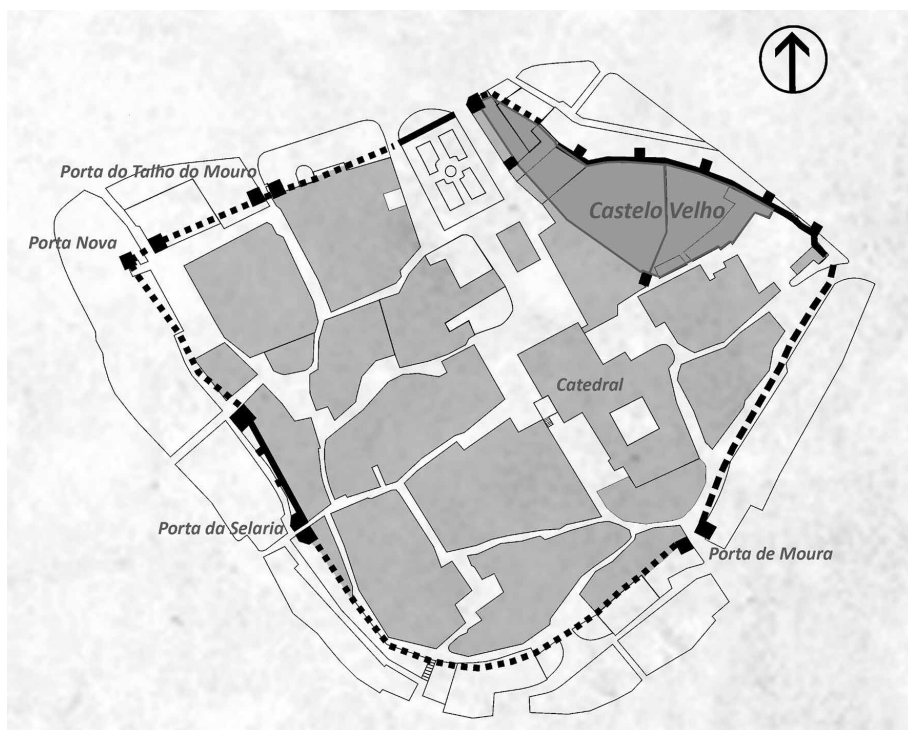 Porta do Talho do Mouro
Castelo Velho
Porta Nova
Catedral
Porta da Selaria
Porta de Moura